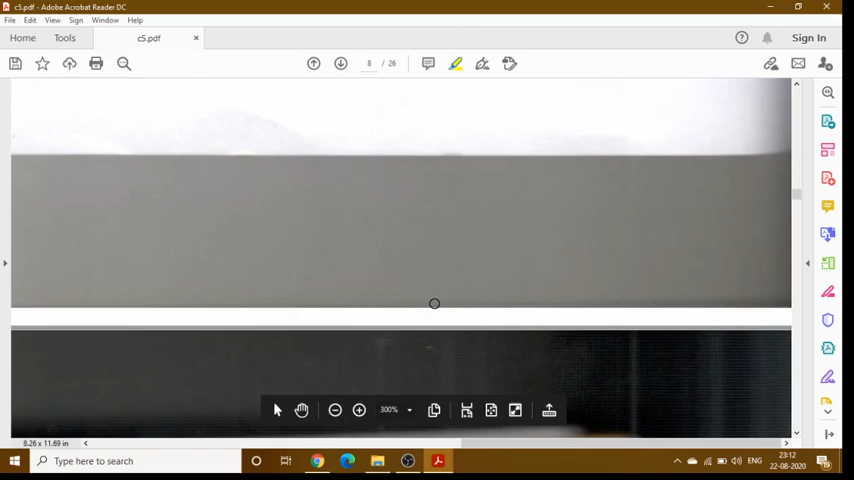 c5.pdf - Adobe Acrobat Reader DC
File Edit View Sign Window Help
Home Tools c5.pdf × Sign In
8 / 26
300%
8.26 x 11.69 in
Type here to search
ENG
23:12
22-08-2020